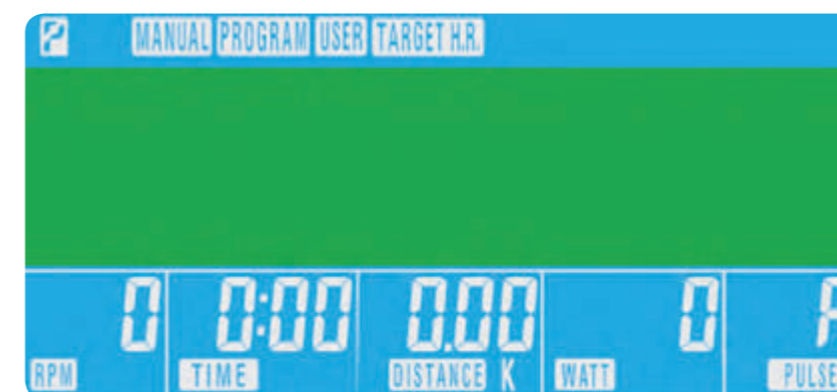 P MANUAL PROGRAM USER TARGET H.R.
0 0:00 0.00 0 P
RPM TIME DISTANCE K WATT PULSE